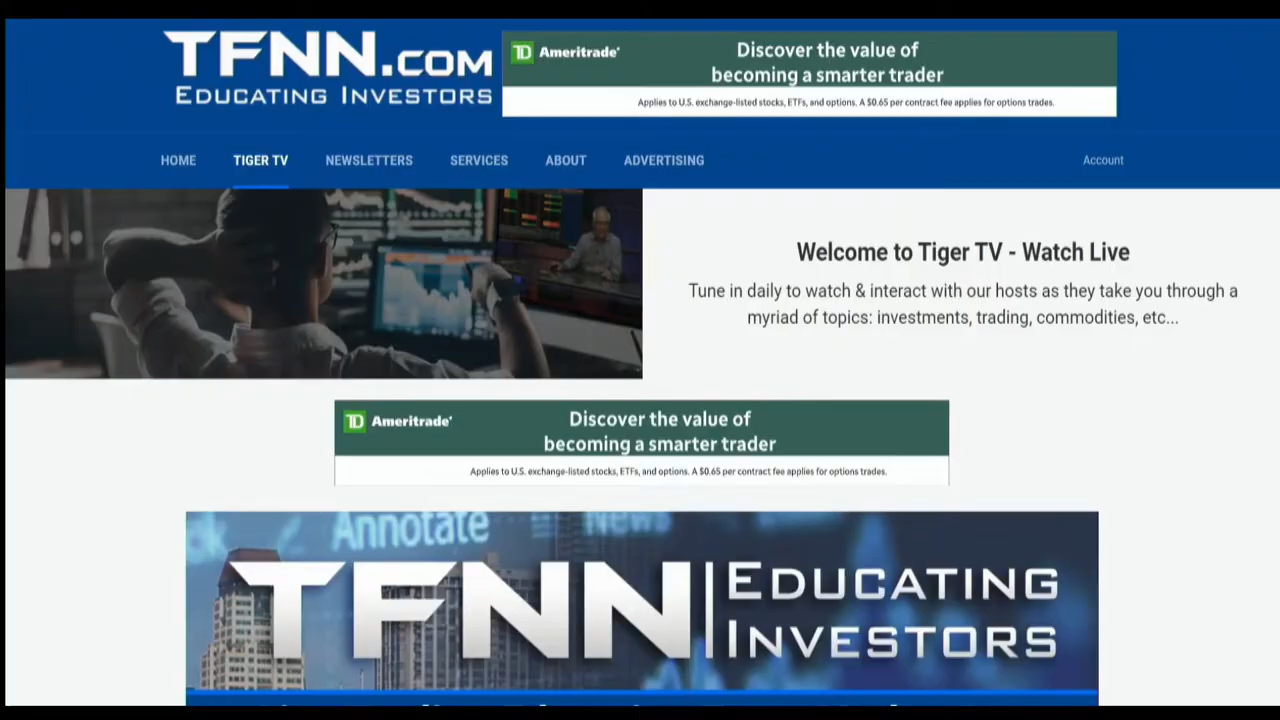 TFNN.COM
EDUCATING INVESTORS
TD Ameritrade
Discover the value of
becoming a smarter trader
Applies to U.S. exchange-listed stocks, ETFs, and options. A $0.65 per contract fee applies for options trades.
HOME TIGER TV NEWSLETTERS SERVICES ABOUT ADVERTISING Account
Welcome to Tiger TV - Watch Live
Tune in daily to watch & interact with our hosts as they take you through a
myriad of topics: investments, trading, commodities, etc...
TD Ameritrade
Discover the value of
becoming a smarter trader
Applies to U.S. exchange-listed stocks, ETFs, and options. A $0.65 per contract fee applies for options trades.
Annotate News
TFNN EDUCATING
INVESTORS